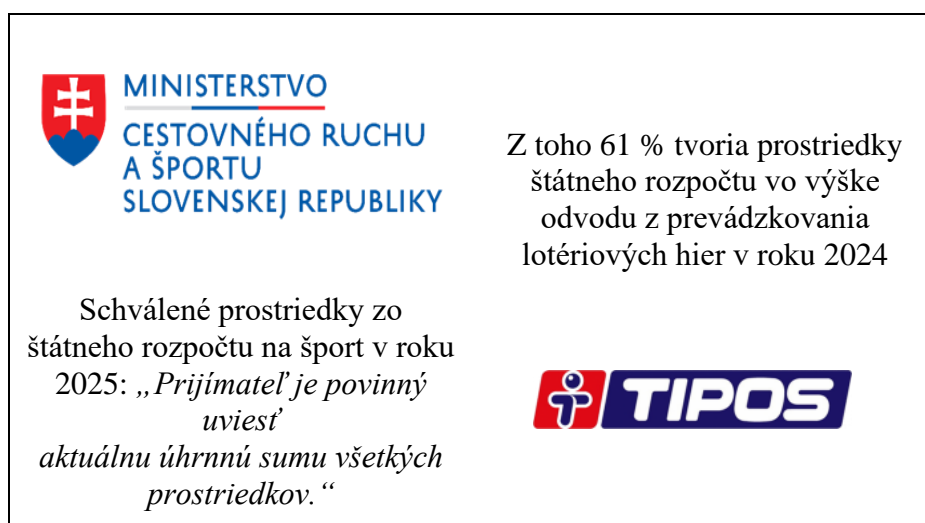 MINISTERSTVO
CESTOVNÉHO RUCHU
A ŠPORTU
SLOVENSKEJ REPUBLIKY
Schválené prostriedky zo
štátneho rozpočtu na šport v roku
2025: „Prijímateľ je povinný
uviesť
aktuálnu úhrnnú sumu všetkých
prostriedkov.“
Z toho 61 % tvoria prostriedky
štátneho rozpočtu vo výške
odvodu z prevádzkovania
lotériových hier v roku 2024
TIPOS